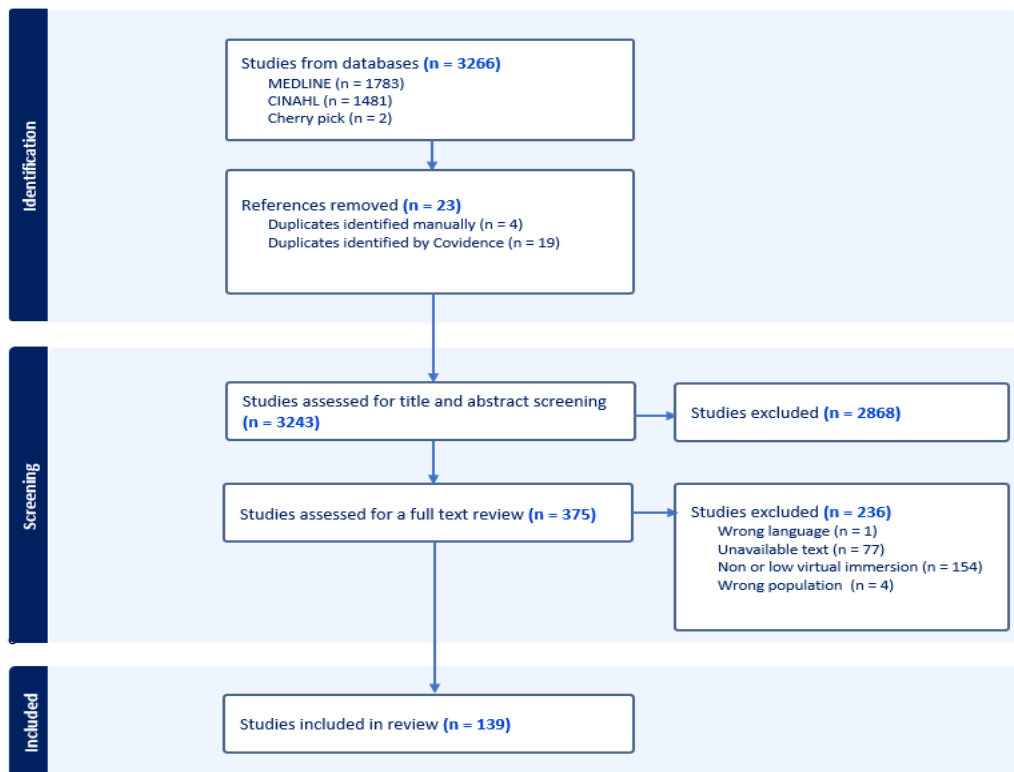 Identification
Studies from databases (n = 3266)
MEDLINE (n = 1783)
CINAHL (n = 1481)
Cherry pick (n = 2)
References removed (n = 23)
Duplicates identified manually (n = 4)
Duplicates identified by Covidence (n = 19)
Screening
Studies assessed for title and abstract screening
(n = 3243)
Studies excluded (n = 2868)
Studies assessed for a full text review (n = 375)
Studies excluded (n = 236)
Wrong language (n = 1)
Unavailable text (n = 77)
Non or low virtual immersion (n = 154)
Wrong population (n = 4)
Included
Studies included in review (n = 139)